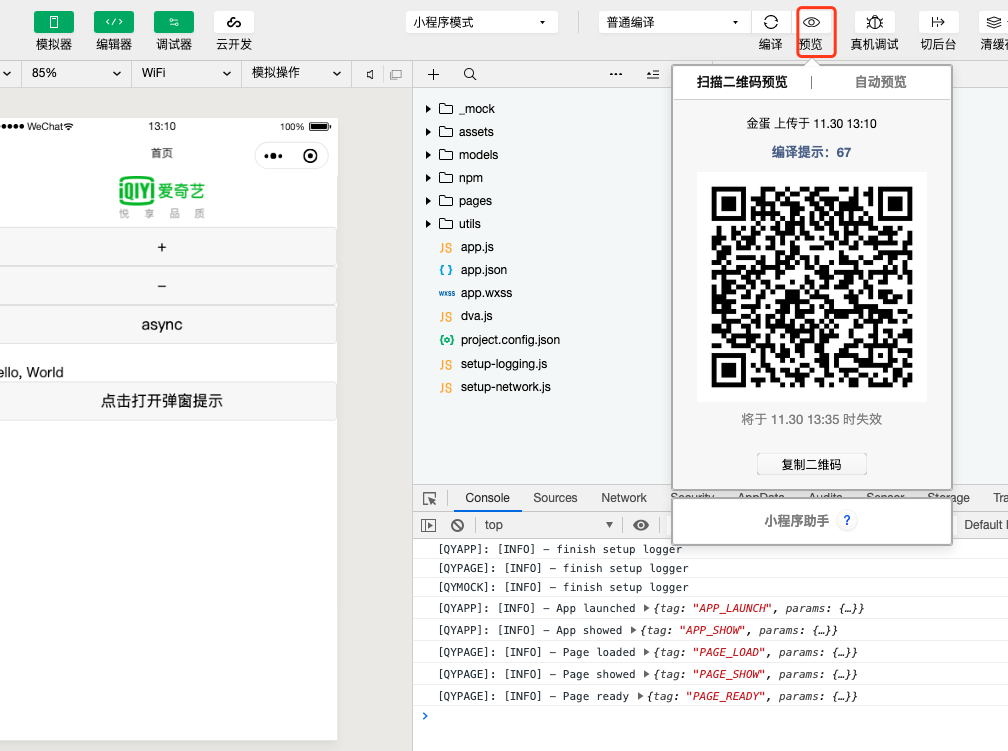 小程序模式
普通编译
模拟器
编辑器
调试器
云开发
编译
预览
真机调试
切后台
清缓
85%
WiFi
模拟操作
扫描二维码预览
自动预览
金蛋 上传于 11.30 13:10
编译提示：67
将于 11.30 13:35 时失效
复制二维码
小程序助手 ?
WeChat
13:10
100%
首页
iQIYI 爱奇艺
悦 享 品 质
+
−
async
ello, World
点击打开弹窗提示
_mock
assets
models
npm
pages
utils
JS app.js
{ } app.json
wxss app.wxss
JS dva.js
{o} project.config.json
JS setup-logging.js
JS setup-network.js
Console
Sources
Network
Security
AppData
Audits
Sensor
Storage
Tra
top
Default
[QYAPP]: [INFO] – finish setup logger
[QYPAGE]: [INFO] – finish setup logger
[QYMOCK]: [INFO] – finish setup logger
[QYAPP]: [INFO] – App launched ▶{tag: "APP_LAUNCH", params: {…}}
[QYAPP]: [INFO] – App showed ▶{tag: "APP_SHOW", params: {…}}
[QYPAGE]: [INFO] – Page loaded ▶{tag: "PAGE_LOAD", params: {…}}
[QYPAGE]: [INFO] – Page showed ▶{tag: "PAGE_SHOW", params: {…}}
[QYPAGE]: [INFO] – Page ready ▶{tag: "PAGE_READY", params: {…}}